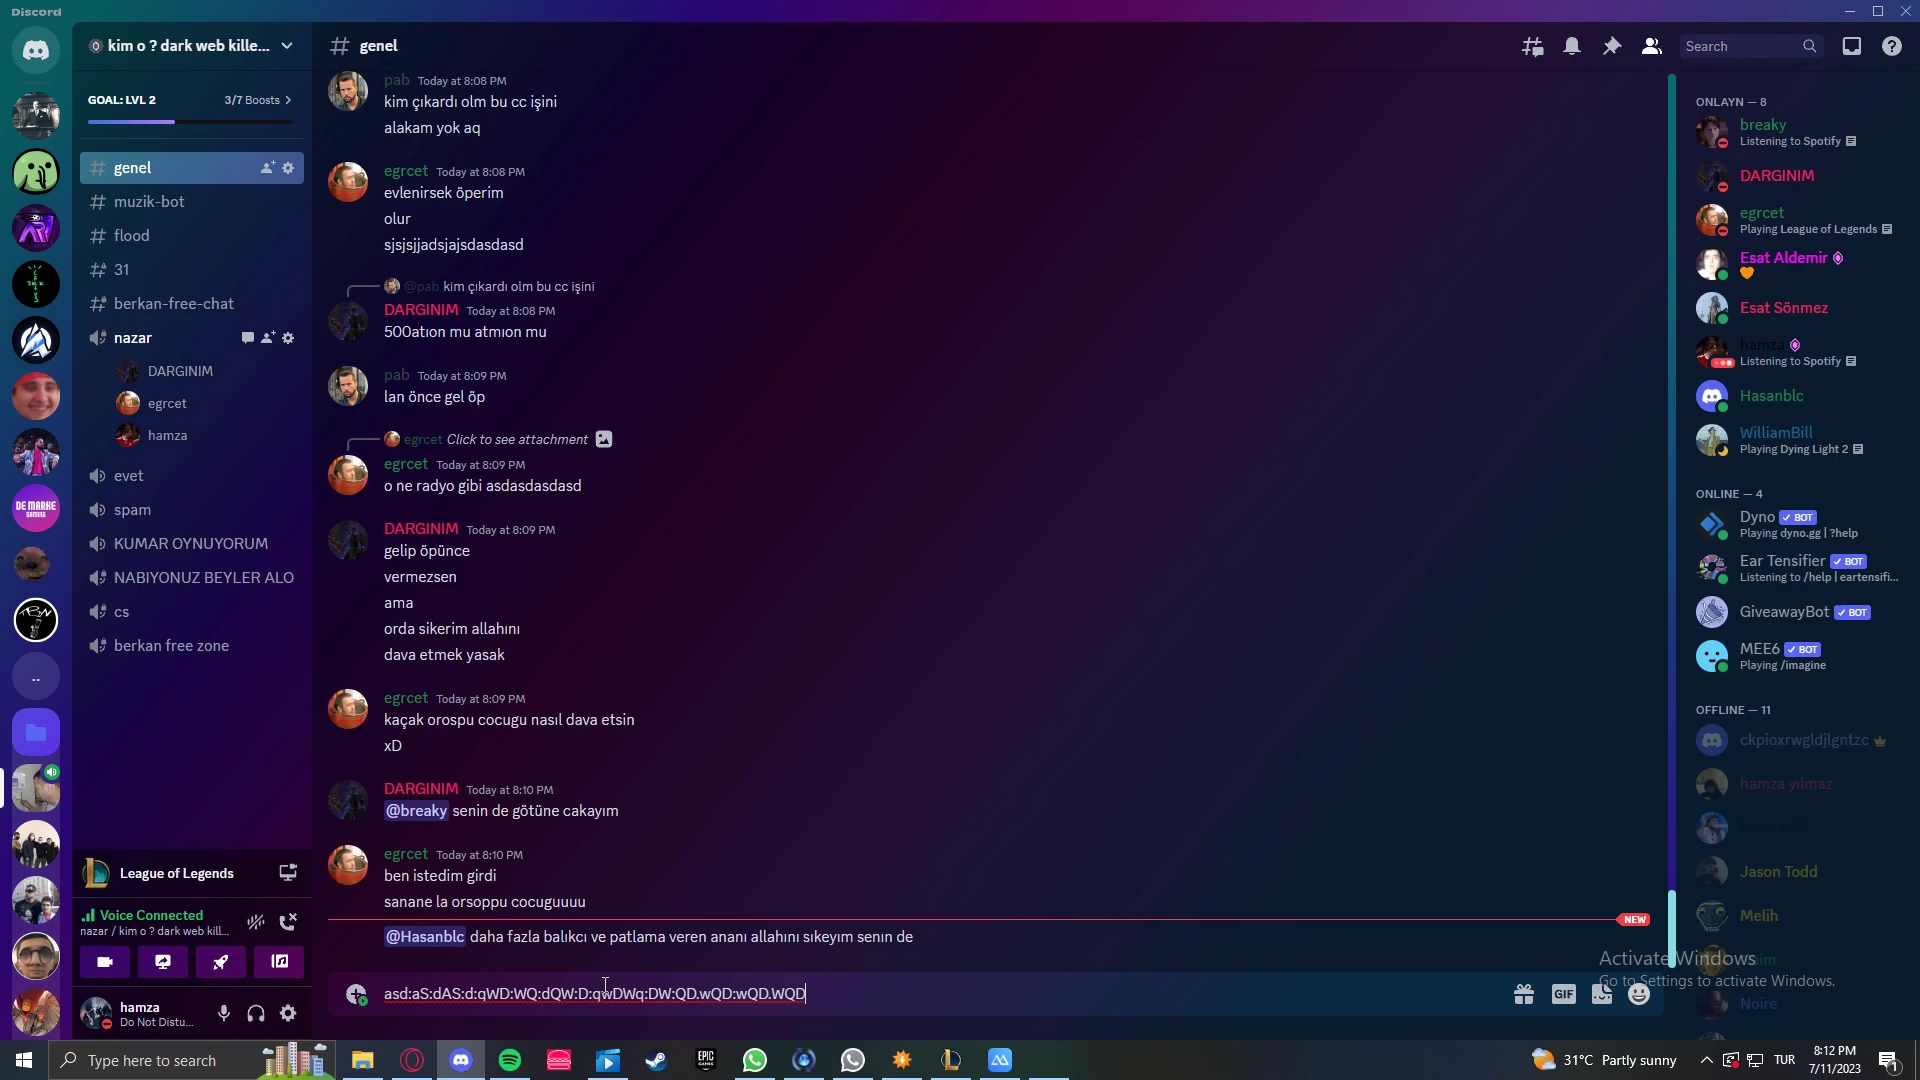 Discord
kim o ? dark web kille...
genel
Search
GOAL: LVL 2
3/7 Boosts
genel
muzik-bot
flood
31
berkan-free-chat
nazar
DARGINIM
egrcet
hamza
evet
spam
KUMAR OYNUYORUM
NABIYONUZ BEYLER ALO
cs
berkan free zone
DE MARKE
GAMING
..
League of Legends
Voice Connected
nazar / kim o ? dark web kill...
hamza
Do Not Distu...
pab Today at 8:08 PM
kim çıkardı olm bu cc işini
alakam yok aq
egrcet Today at 8:08 PM
evlenirsek öperim
olur
sjsjsjjadsjajsdasdasd
@pab kim çıkardı olm bu cc işini
DARGINIM Today at 8:08 PM
500atıon mu atmıon mu
pab Today at 8:09 PM
lan önce gel öp
egrcet Click to see attachment
egrcet Today at 8:09 PM
o ne radyo gibi asdasdasdasd
DARGINIM Today at 8:09 PM
gelip öpünce
vermezsen
ama
orda sikerim allahını
dava etmek yasak
egrcet Today at 8:09 PM
kaçak orospu cocugu nasıl dava etsin
xD
DARGINIM Today at 8:10 PM
@breaky senin de götüne cakayım
egrcet Today at 8:10 PM
ben istedim girdi
sanane la orsoppu cocuguuuu
NEW
@Hasanblc daha fazla balıkcı ve patlama veren ananı allahını sıkeyım senın de
asd:aS:dAS:d:qWD:WQ:dQW:D:qwDWq:DW:QD.wQD:wQD.WQD
GIF
ONLAYN — 8
breaky
Listening to Spotify
DARGINIM
egrcet
Playing League of Legends
Esat Aldemir
Esat Sönmez
hamza
Listening to Spotify
Hasanblc
WilliamBill
Playing Dying Light 2
ONLINE — 4
Dyno BOT
Playing dyno.gg | ?help
Ear Tensifier BOT
Listening to /help | eartensifi...
GiveawayBot BOT
MEE6 BOT
Playing /imagine
OFFLINE — 11
ckpioxrwgldjlgntzc
hamza yılmaz
Jason Todd
Melih
Noire
Activate Windows
Go to Settings to activate Windows.
Type here to search
EPIC
GAMES
31°C Partly sunny
TUR
8:12 PM
7/11/2023
1